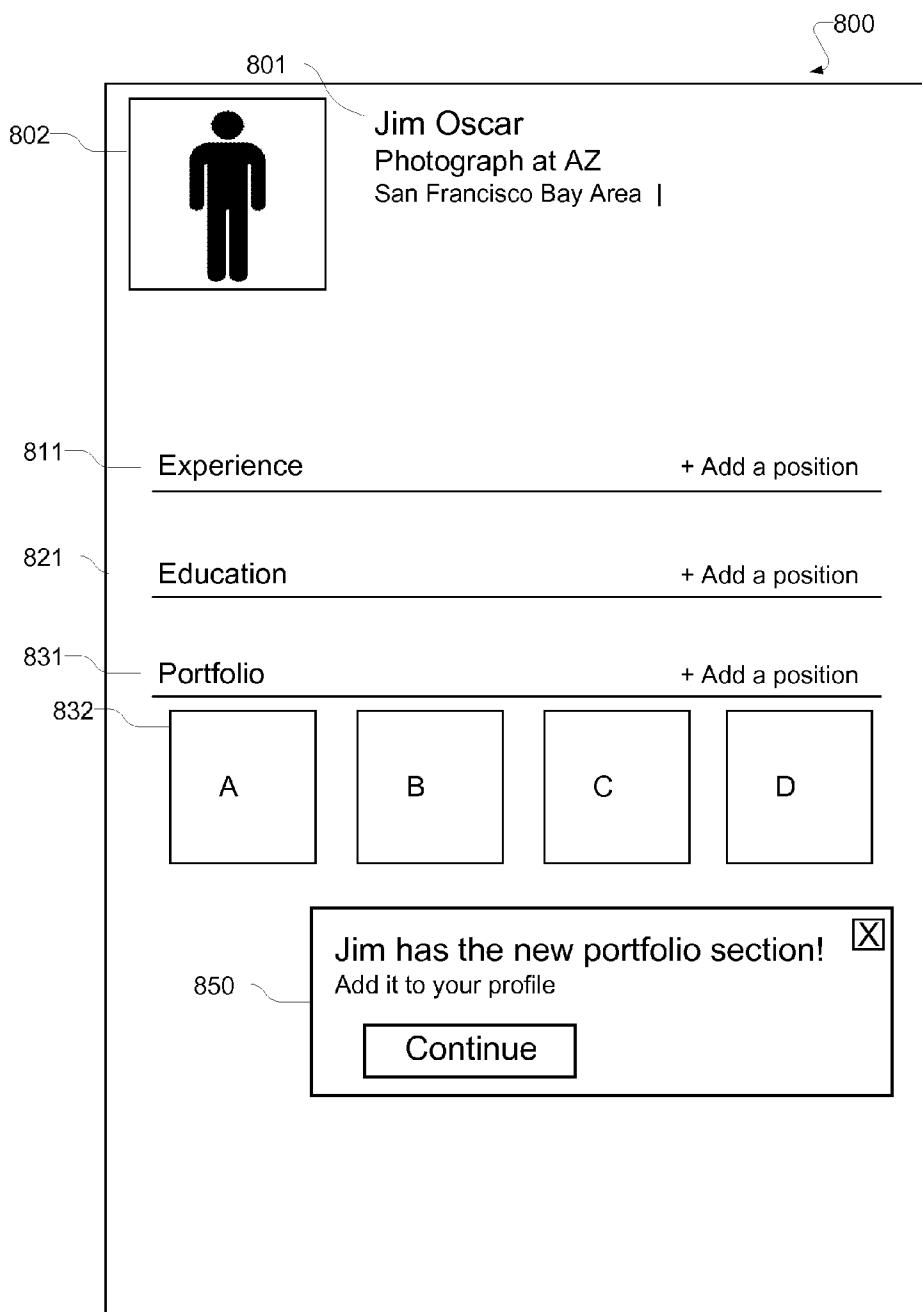 800
801
802
Jim Oscar
Photograph at AZ
San Francisco Bay Area |
811
Experience + Add a position
821
Education + Add a position
831
Portfolio + Add a position
832
A B C D
Jim has the new portfolio section! X
850
Add it to your profile
Continue